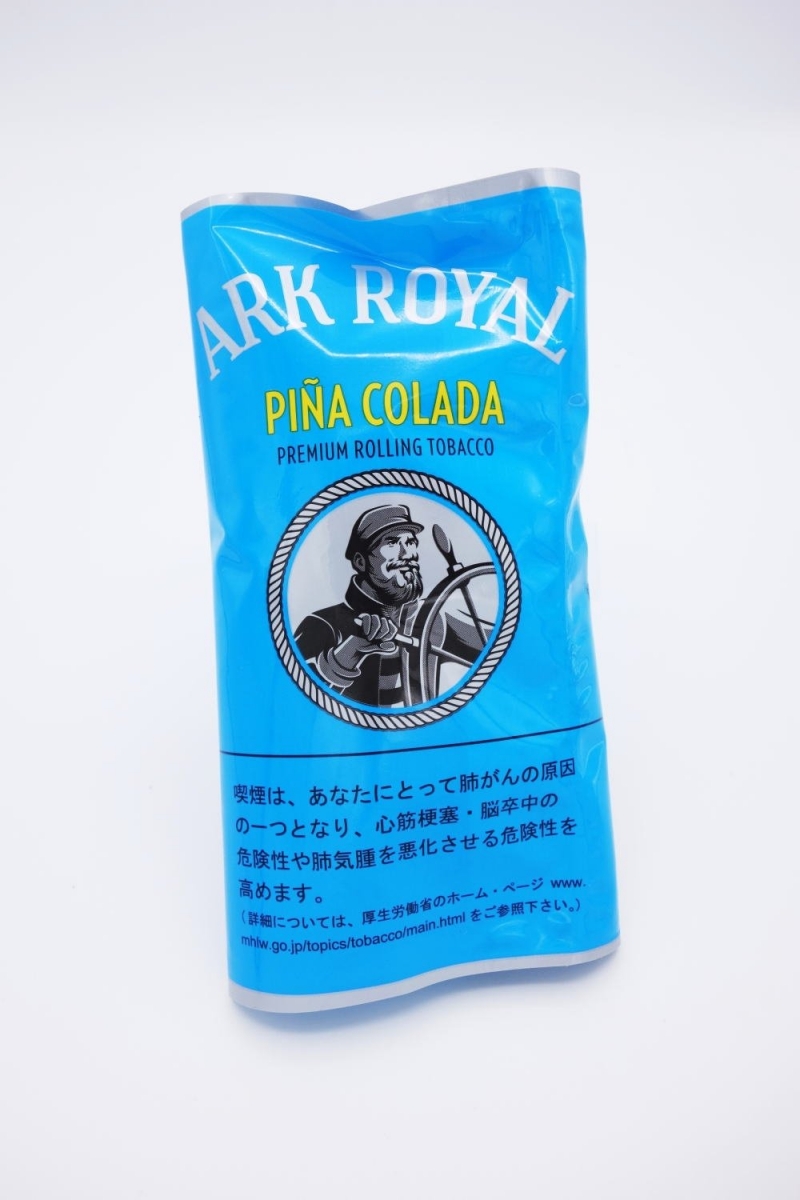 ARK ROYAL
PIÑA COLADA
PREMIUM ROLLING TOBACCO
喫煙は、あなたにとって肺がんの原因
の一つとなり、心筋梗塞・脳卒中の
危険性や肺気腫を悪化させる危険性を
高めます。
(詳細については、厚生労働省のホーム・ページ www.
mhlw.go.jp/topics/tobacco/main.html をご参照下さい。)